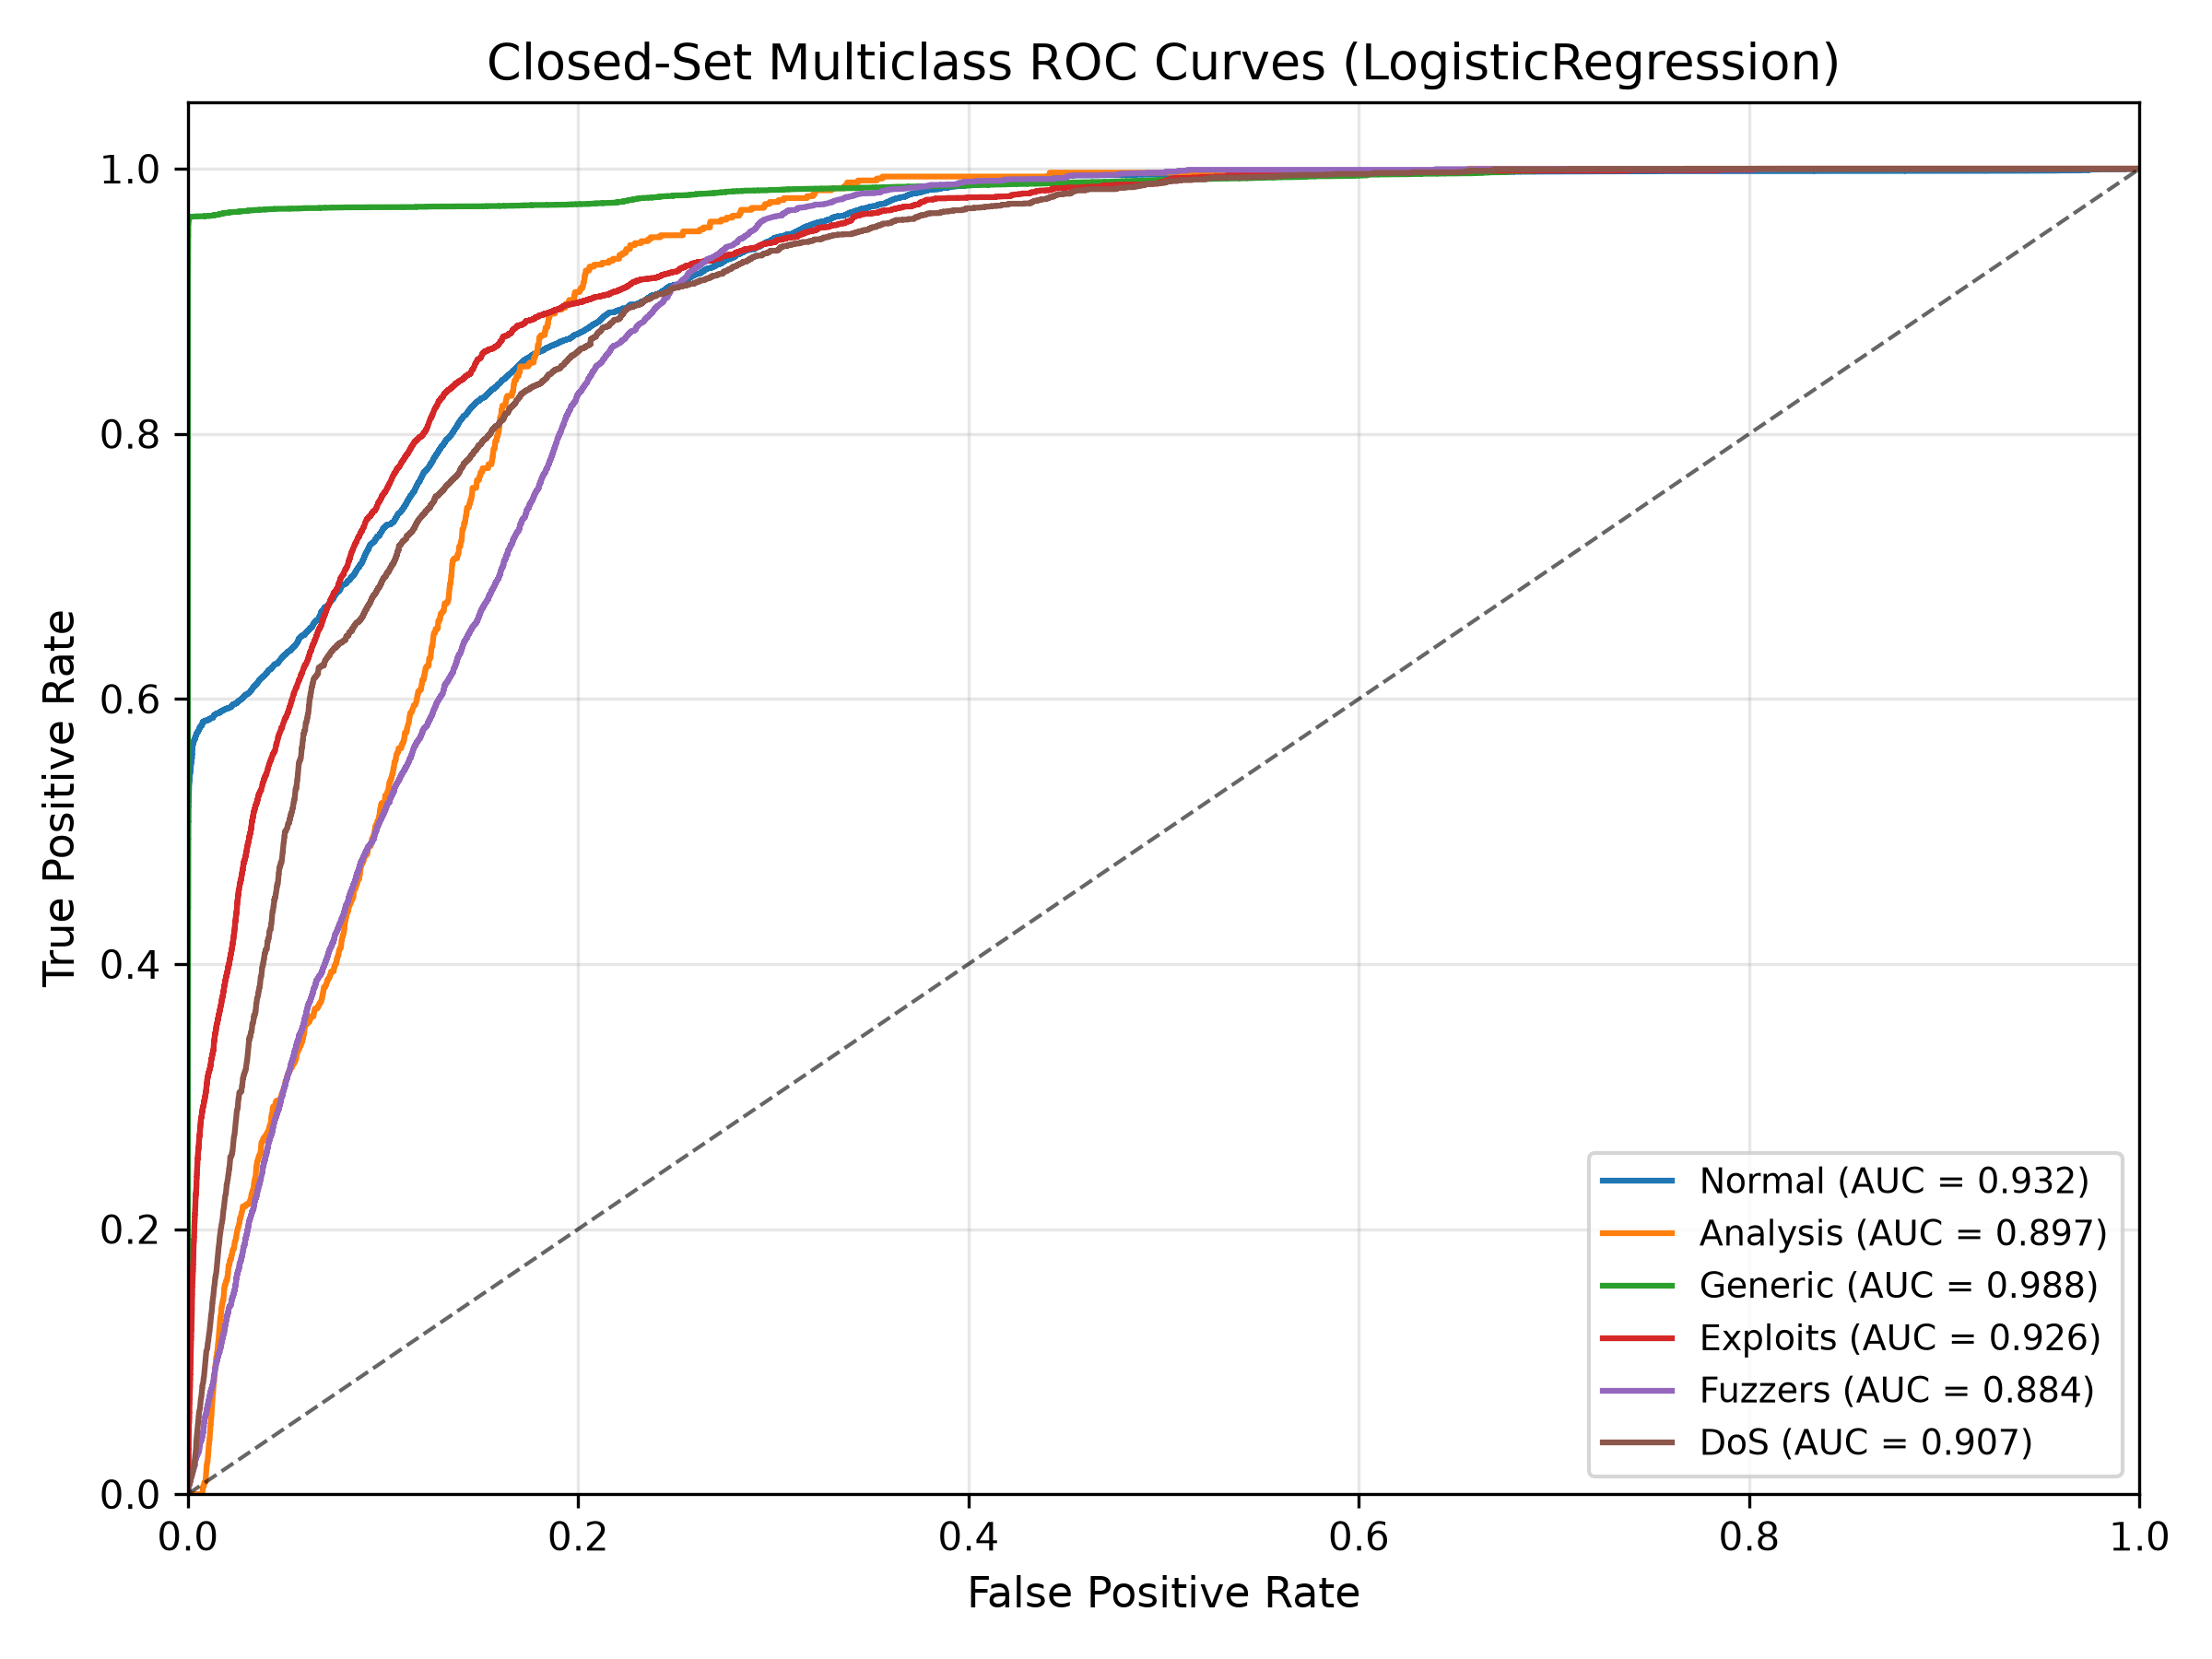 Closed-Set Multiclass ROC Curves (LogisticRegression)
True Positive Rate
1.0
0.8
0.6
0.4
0.2
0.0
0.0 0.2 0.4 0.6 0.8 1.0
False Positive Rate
Normal (AUC = 0.932)
Analysis (AUC = 0.897)
Generic (AUC = 0.988)
Exploits (AUC = 0.926)
Fuzzers (AUC = 0.884)
DoS (AUC = 0.907)